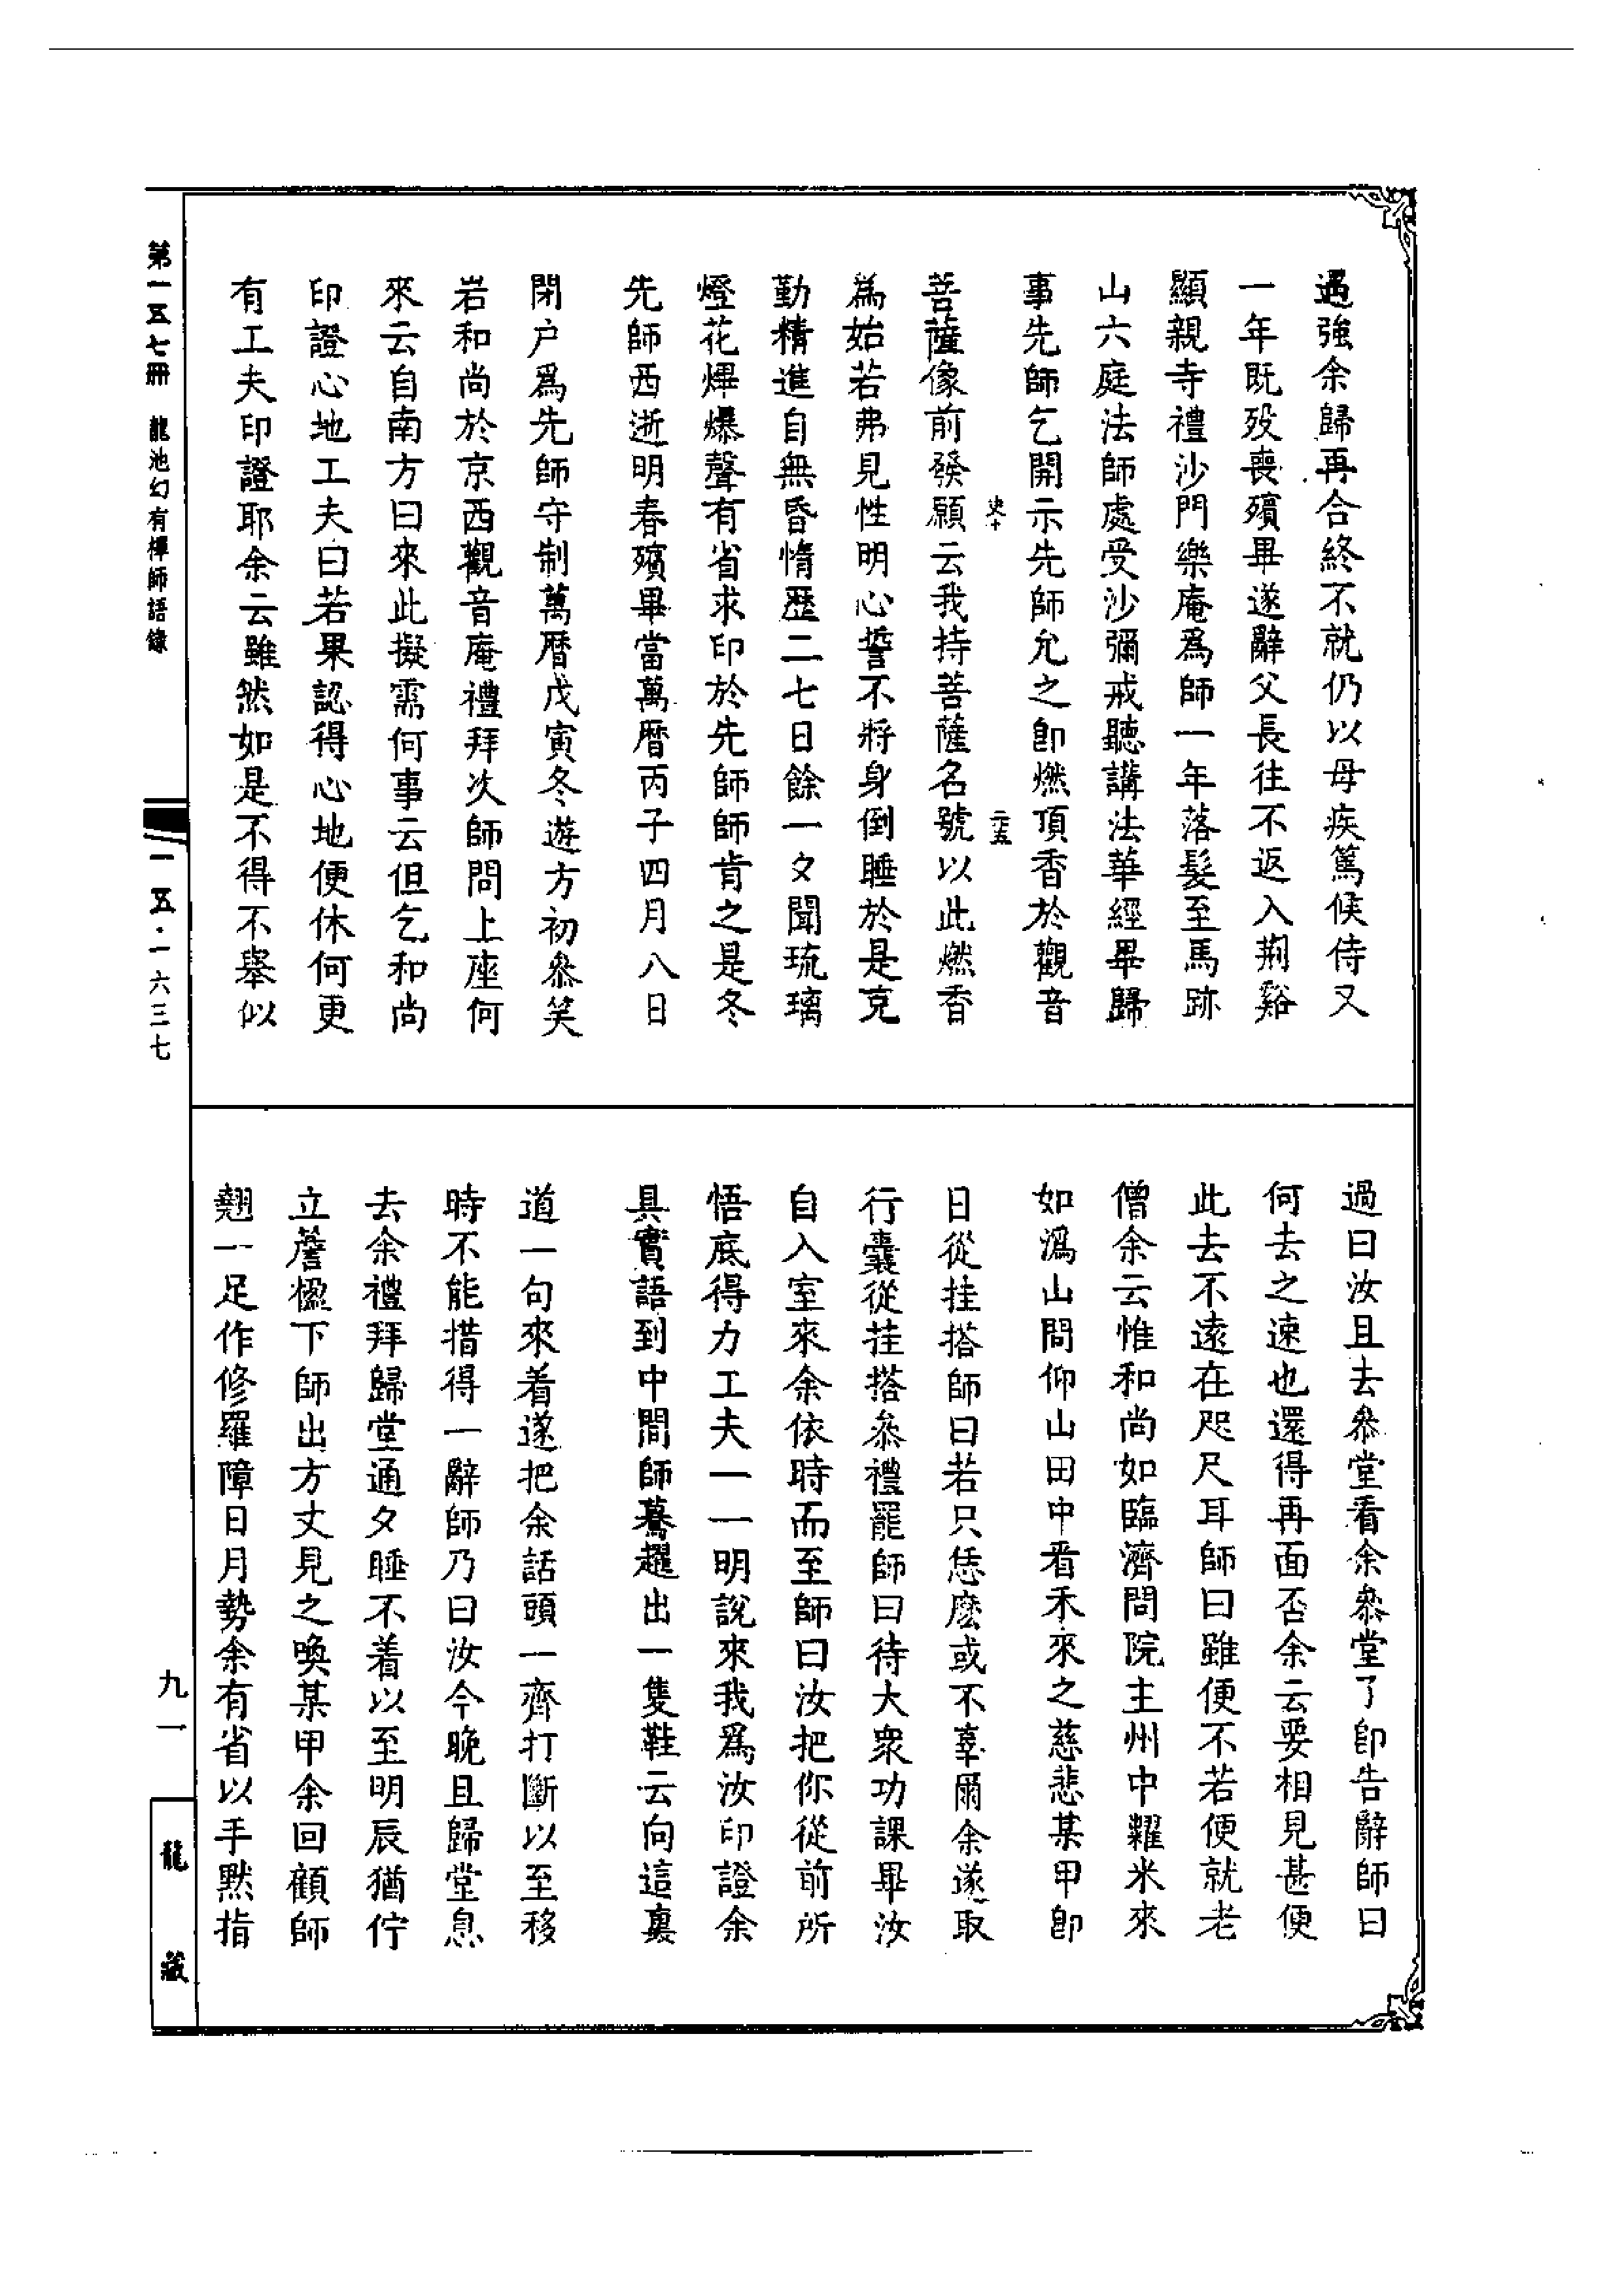 過強余歸再合終不就仍以母疾篤候侍又
一年既歿喪殯畢遂辭父長往不返入荆谿
顯親寺禮沙門樂庵爲師一年落髮至馬跡
山六庭法師處受沙彌戒聽講法華經畢歸
事先師乞開示先師允之即燃頂香於觀音
二五
菩薩像前發願云我持菩薩名號以此燃香
爲始若弗見性明心誓不將身倒睡於是克
勤精進自無昏惰歷二七日餘一夕聞琉璃
燈花熚爆聲有省求印於先師師肯之是冬
先師西逝明春殯畢當萬曆丙子四月八日
閉户爲先師守制萬曆戊寅冬遊方初叅笑
岩和尚於京西觀音庵禮拜次師問上座何
來云自南方曰來此擬需何事云但乞和尚
印證心地工夫曰若果認得心地便休何更
有工夫印證耶余云雖然如是不得不舉似
過曰汝且去叅堂看余叅堂了即告辭師曰
何去之速也還得再面否余云要相見甚便
此去不遠在咫尺耳師曰雖便不若便就老
僧余云惟和尚如臨濟問院主州中糶米來
如溈山問仰山田中看禾來之慈悲某甲即
日從挂搭師曰若只恁麽或不辜爾余遂取
行囊從挂搭叅禮罷師曰待大衆功課畢汝
自入室來余依時而至師曰汝把你從前所
悟底得力工夫一一明說來我爲汝印證余
具實語到中間師驀趯出一隻鞋云向這裏
道一句來着遂把余話頭一齊打斷以至移
時不能措得一辭師乃曰汝今晚且歸堂息
去余禮拜歸堂通夕睡不着以至明辰猶佇
立簷楹下師出方丈見之喚某甲余回顧師
翹一足作修羅障日月勢余有省以手點指
第一五七册　龍池幻有禪師語錄
一五·一六三七
九一
龍藏